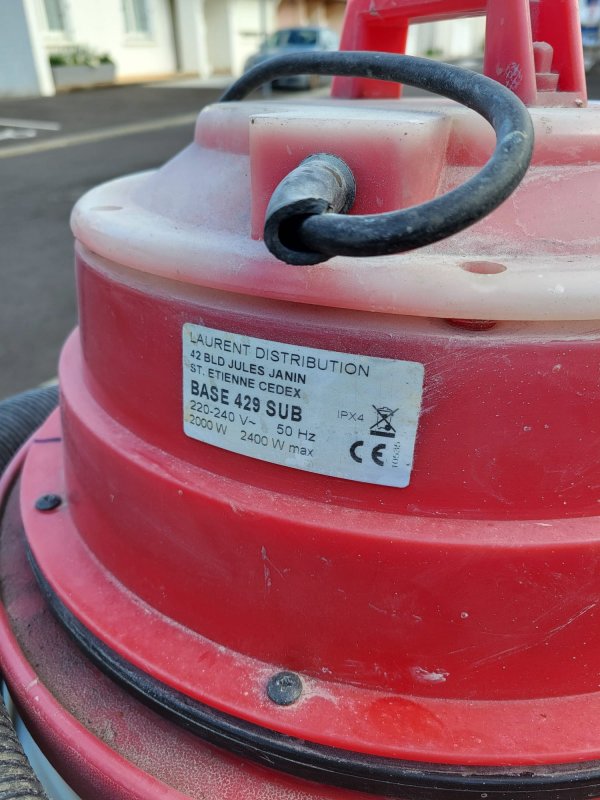 LAURENT DISTRIBUTION
42 BLD JULES JANIN
ST. ETIENNE CEDEX
BASE 429 SUB
220-240 V~ 50 Hz
2000 W 2400 W max
IPX4
CE